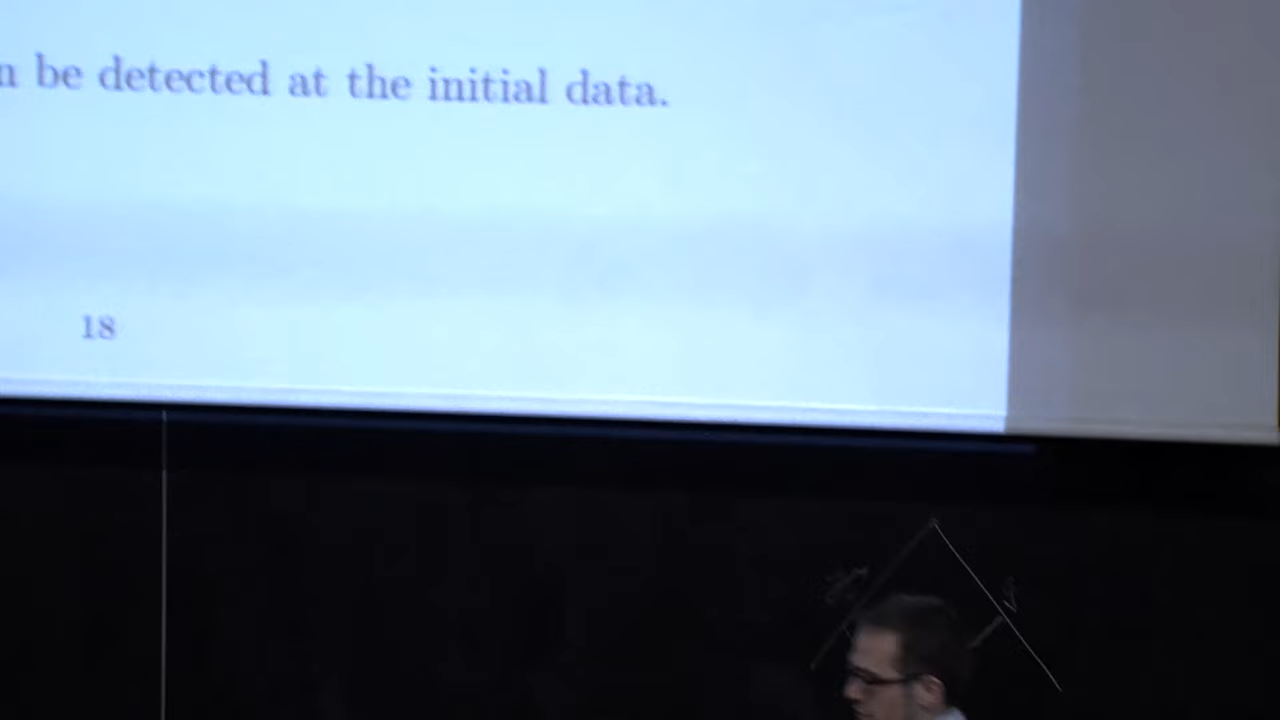 be detected at the initial data.
18